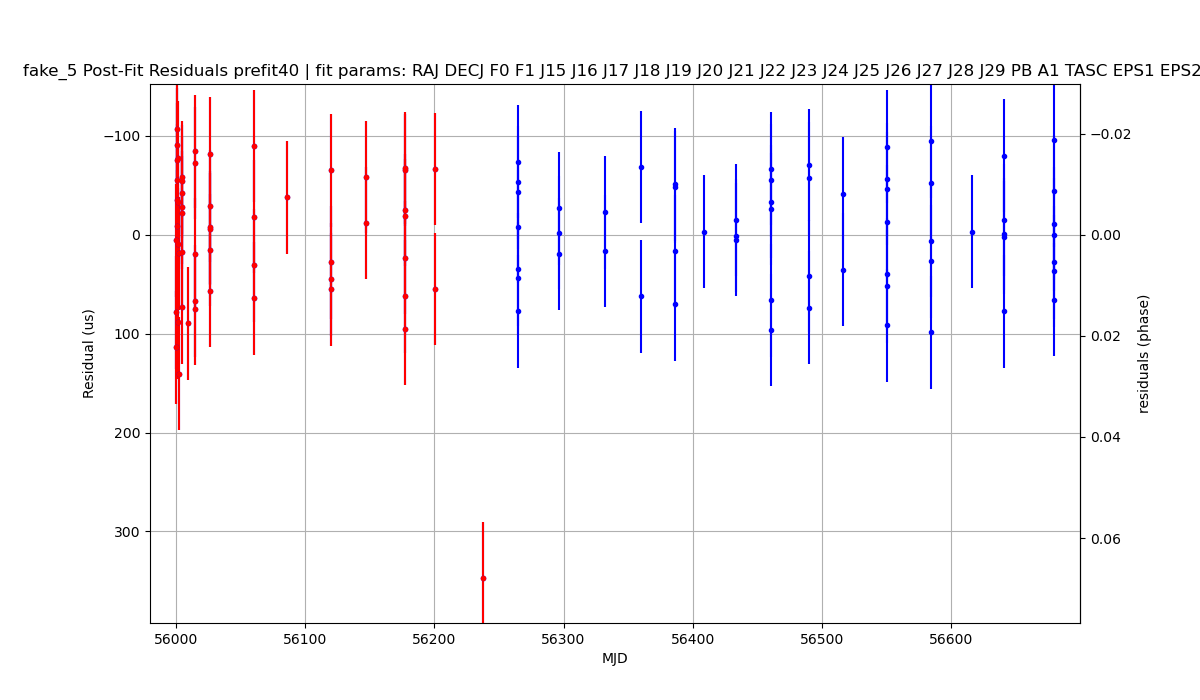 fake_5 Post-Fit Residuals prefit40 | fit params: RAJ DECJ F0 F1 J15 J16 J17 J18 J19 J20 J21 J22 J23 J24 J25 J26 J27 J28 J29 PB A1 TASC EPS1 EPS2
Residual (us)
−100
0
100
200
300
−0.02
0.00
0.02
0.04
0.06
residuals (phase)
56000 56100 56200 56300 56400 56500 56600
MJD